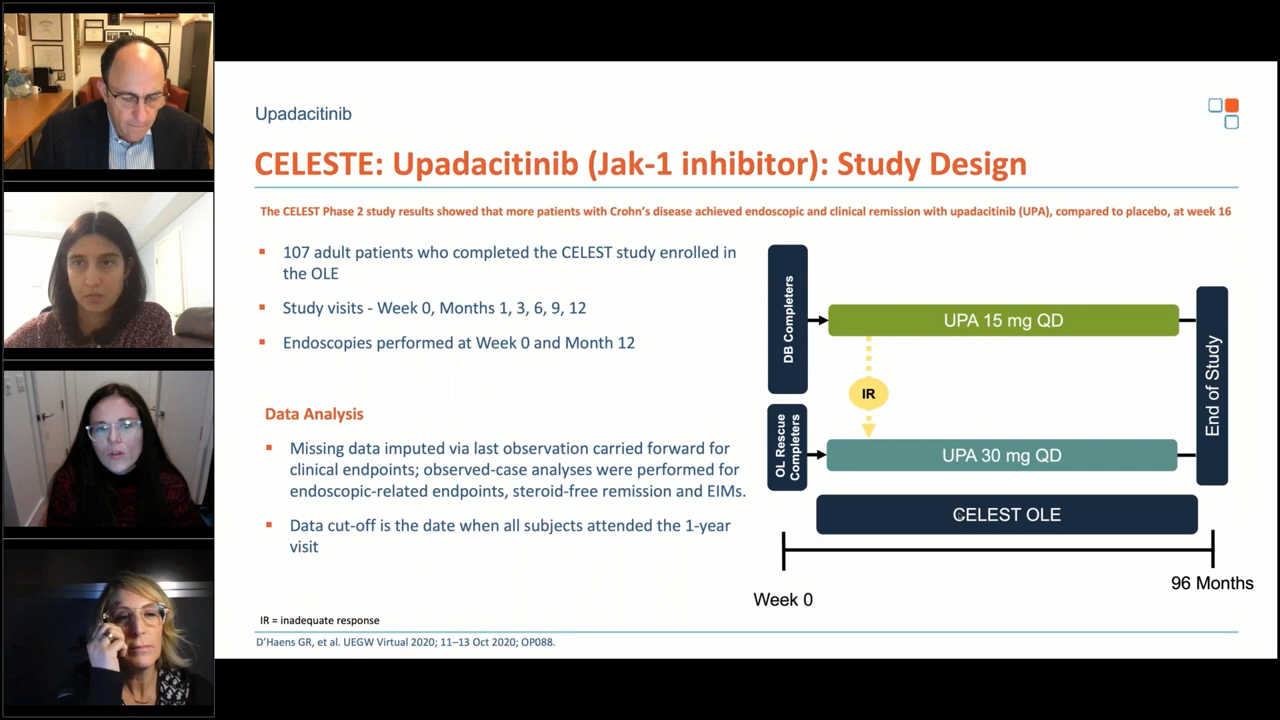 Upadacitinib
CELESTE: Upadacitinib (Jak-1 inhibitor): Study Design
The CELEST Phase 2 study results showed that more patients with Crohn's disease achieved endoscopic and clinical remission with upadacitinib (UPA), compared to placebo, at week 16
107 adult patients who completed the CELEST study enrolled in
the OLE
Study visits - Week 0, Months 1, 3, 6, 9, 12
Endoscopies performed at Week 0 and Month 12
Data Analysis
Missing data imputed via last observation carried forward for
clinical endpoints; observed-case analyses were performed for
endoscopic-related endpoints, steroid-free remission and EIMs.
Data cut-off is the date when all subjects attended the 1-year
visit
DB Completers
UPA 15 mg QD
IR
OL Rescue
Completers
UPA 30 mg QD
End of Study
CELEST OLE
Week 0
96 Months
IR = inadequate response
D'Haens GR, et al. UEGW Virtual 2020; 11–13 Oct 2020; OP088.